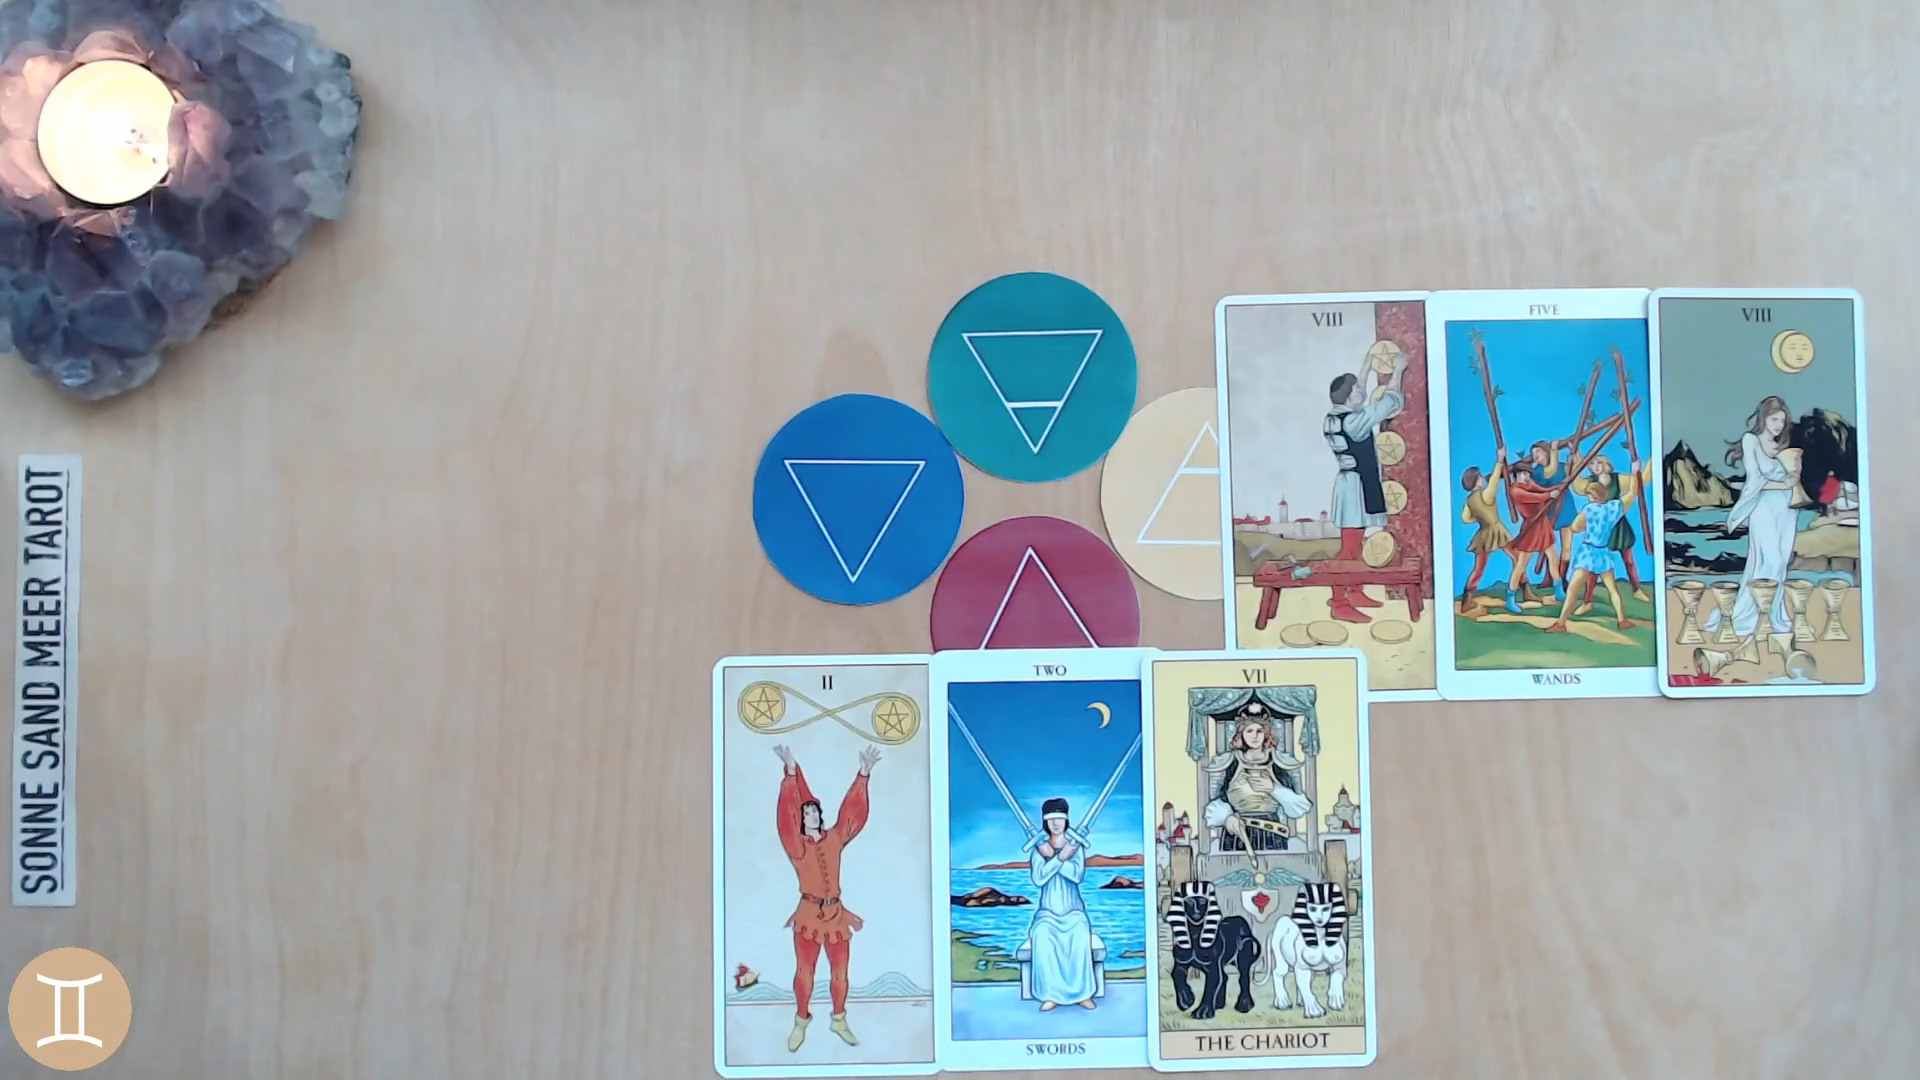 VIII
FIVE
WANDS
VIII
II
TWO
SWORDS
VII
THE CHARIOT
SONNE SAND MEER TAROT